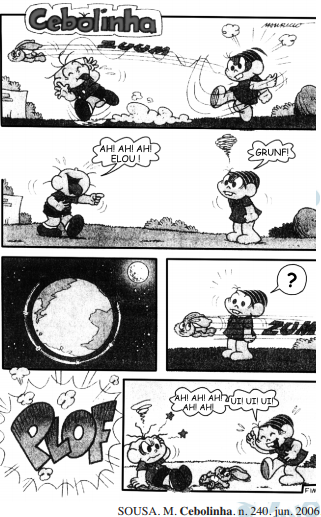 Cebolinha
MAURICIO
ZUUM
AH! AH! AH!
ELOU!
GRUNF!
?
ZUM
PLOF
AH! AH! AH!
AH! AH!
UI! UI! UI!
FIM
SOUSA, M. Cebolinha. n. 240. jun. 2006